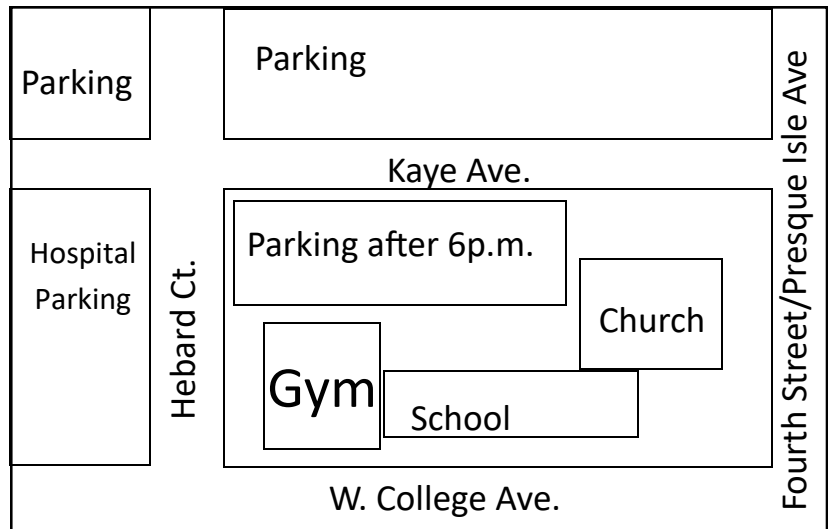 Parking
Parking
Fourth Street/Presque Isle Ave
Kaye Ave.
Hospital
Parking
Hebard Ct.
Parking after 6p.m.
Church
Gym
School
W. College Ave.